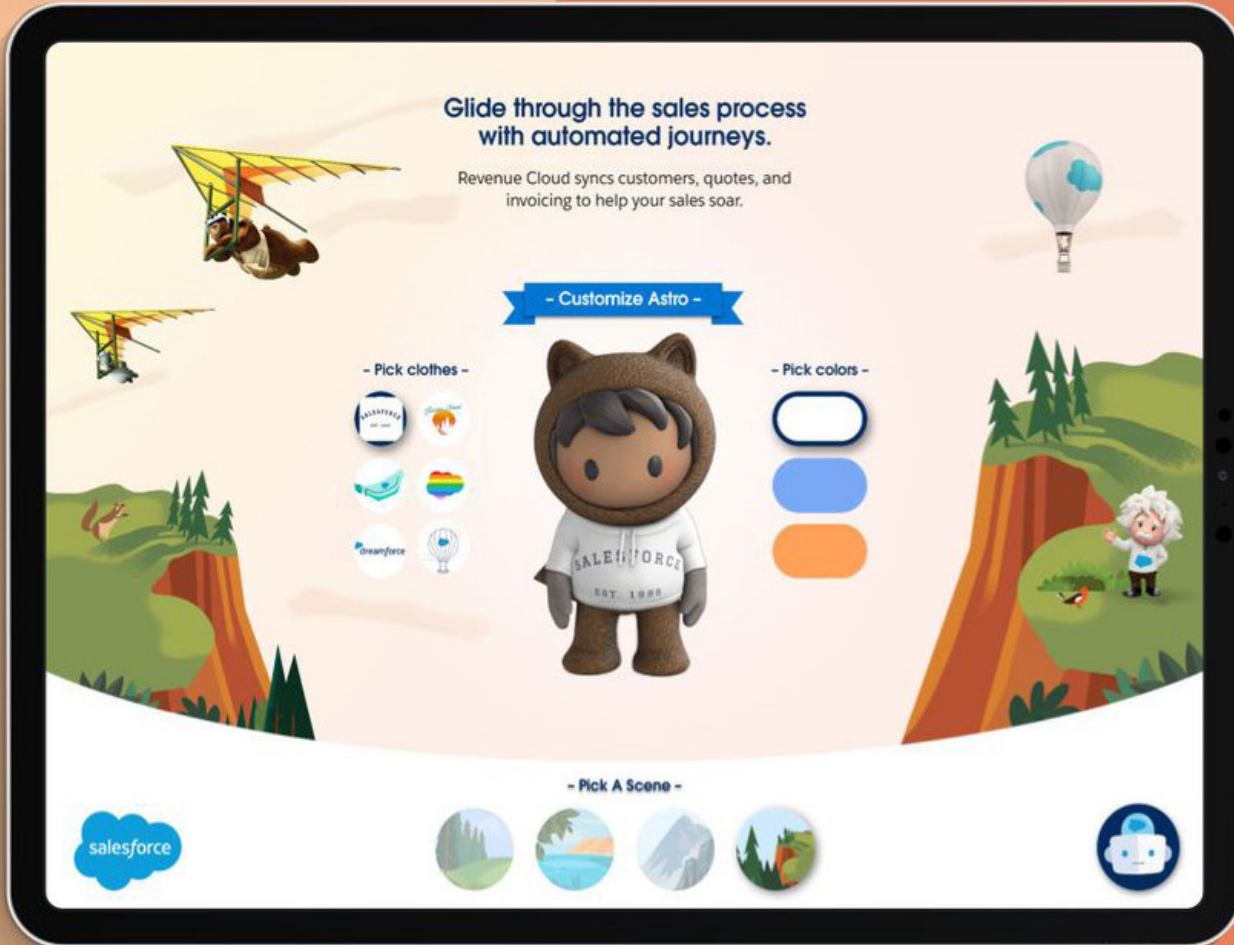 Glide through the sales process
with automated journeys.
Revenue Cloud syncs customers, quotes, and
invoicing to help your sales soar.
- Customize Astro -
- Pick clothes -
- Pick colors -
SALESFORCE
dreamforce
SALESFORCE
EST. 1999
- Pick A Scene -
salesforce